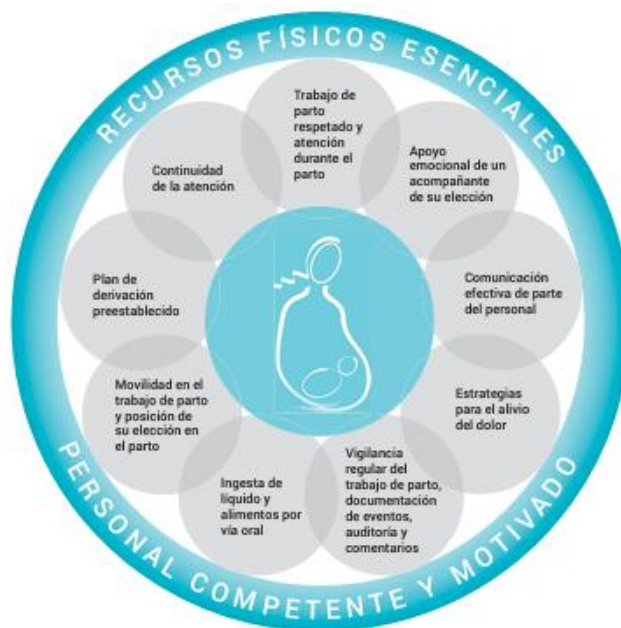 RECURSOS FÍSICOS ESENCIALES
Trabajo de
parto
respetado y
atención
durante el
parto
Apoyo
emocional de un
acompañante
de su elección
Comunicación
efectiva de parte
del personal
Estrategias
para el alivio
del dolor
Vigilancia
regular del
trabajo de parto,
documentación
de eventos,
auditoría y
comentarios
Ingesta de
líquido y
alimentos por
vía oral
Movilidad en el
trabajo de parto
y posición de
su elección en
el parto
Plan de
derivación
preestablecido
Continuidad
de la atención
PERSONAL COMPETENTE Y MOTIVADO